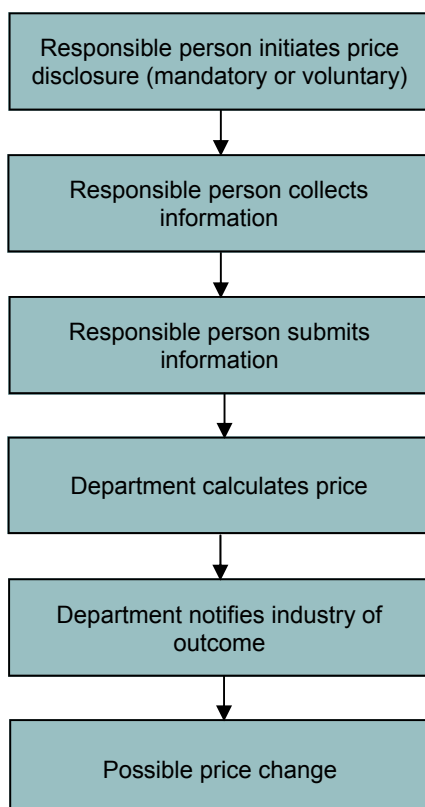 Responsible person initiates price
disclosure (mandatory or voluntary)
Responsible person collects
information
Responsible person submits
information
Department calculates price
Department notifies industry of
outcome
Possible price change